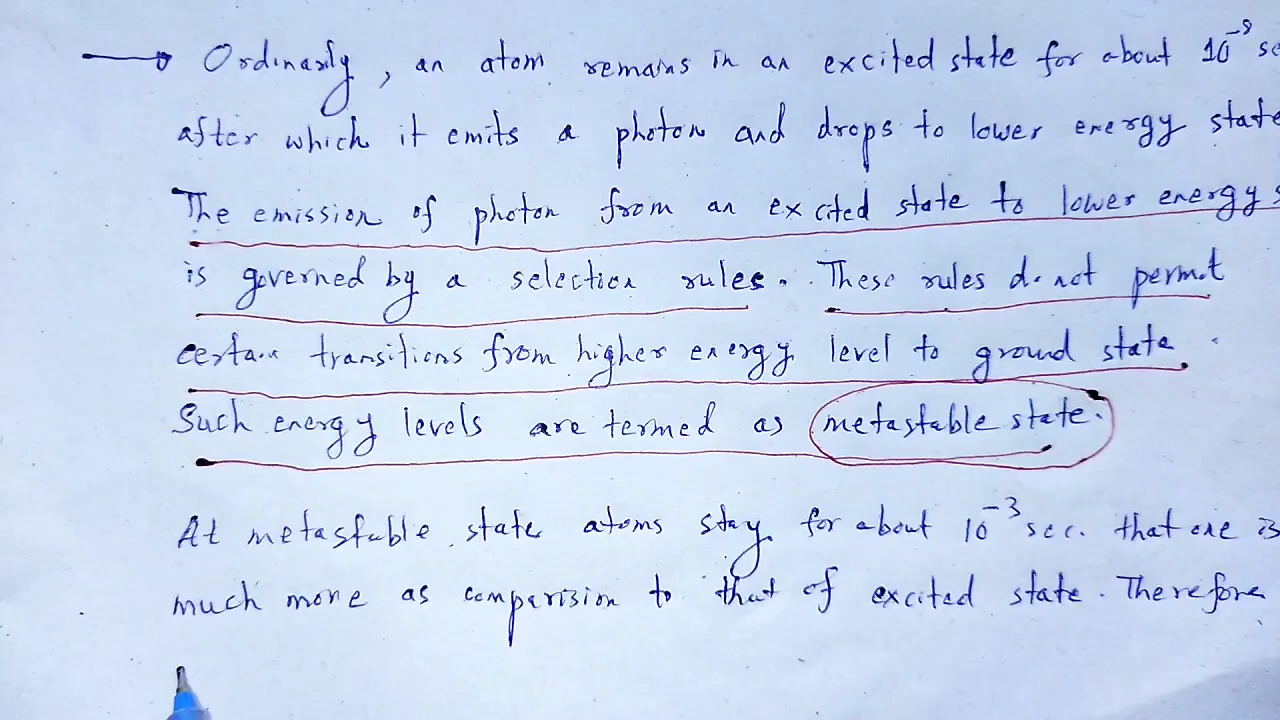 → Ordinarily, an atom remains in an excited state for about 10⁻⁸ se
after which it emits a photon and drops to lower energy state
The emission of photon from an excited state to lower energy s
is governed by a selection rules. These rules do not permit
certain transitions from higher energy level to ground state.
Such energy levels are termed as metastable state.
At metastable state atoms stay for about 10⁻³ sec. that one is
much more as comparision to that of excited state. Therefore